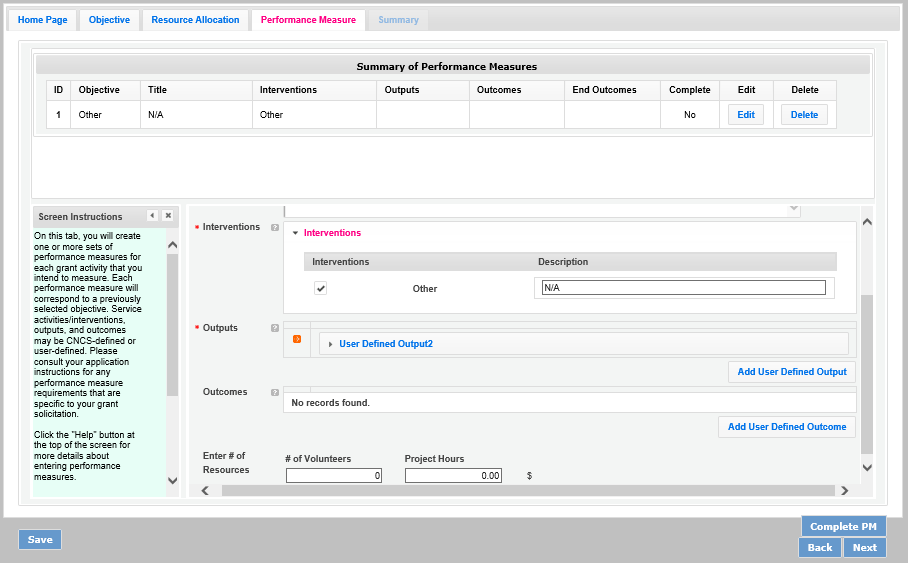 Home Page Objective Resource Allocation Performance Measure Summary
Summary of Performance Measures
ID Objective Title Interventions Outputs Outcomes End Outcomes Complete Edit Delete
1 Other N/A Other No Edit Delete
Screen Instructions
On this tab, you will create
one or more sets of
performance measures for
each grant activity that you
intend to measure. Each
performance measure will
correspond to a previously
selected objective. Service
activities/interventions,
outputs, and outcomes
may be CNCS-defined or
user-defined. Please
consult your application
instructions for any
performance measure
requirements that are
specific to your grant
solicitation.
Click the "Help" button at
the top of the screen for
more details about
entering performance
measures.
* Interventions ? Interventions
Interventions Description
Other N/A
* Outputs ?
User Defined Output2
Add User Defined Output
Outcomes ?
No records found.
Add User Defined Outcome
Enter # of
Resources
# of Volunteers Project Hours
0 0.00 $
Save
Complete PM
Back Next